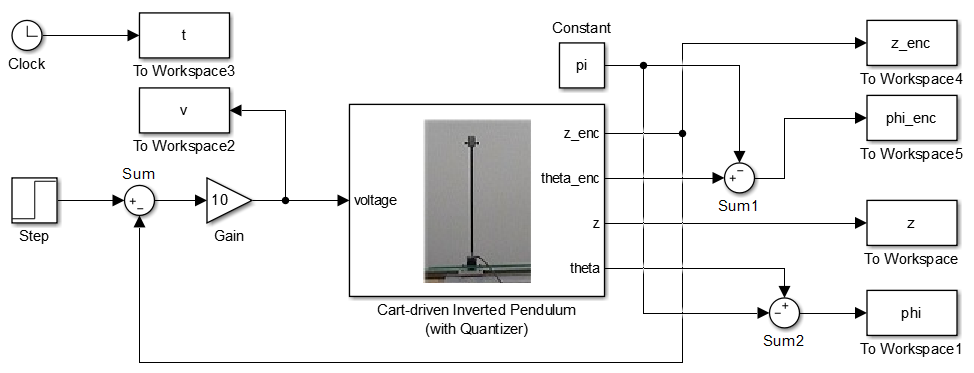 Clock
t
To Workspace3
v
To Workspace2
Step
Sum
+
−
10
Gain
voltage
z_enc
theta_enc
z
theta
Cart-driven Inverted Pendulum
(with Quantizer)
Constant
pi
+
−
Sum1
−
+
Sum2
z_enc
To Workspace4
phi_enc
To Workspace5
z
To Workspace
phi
To Workspace1